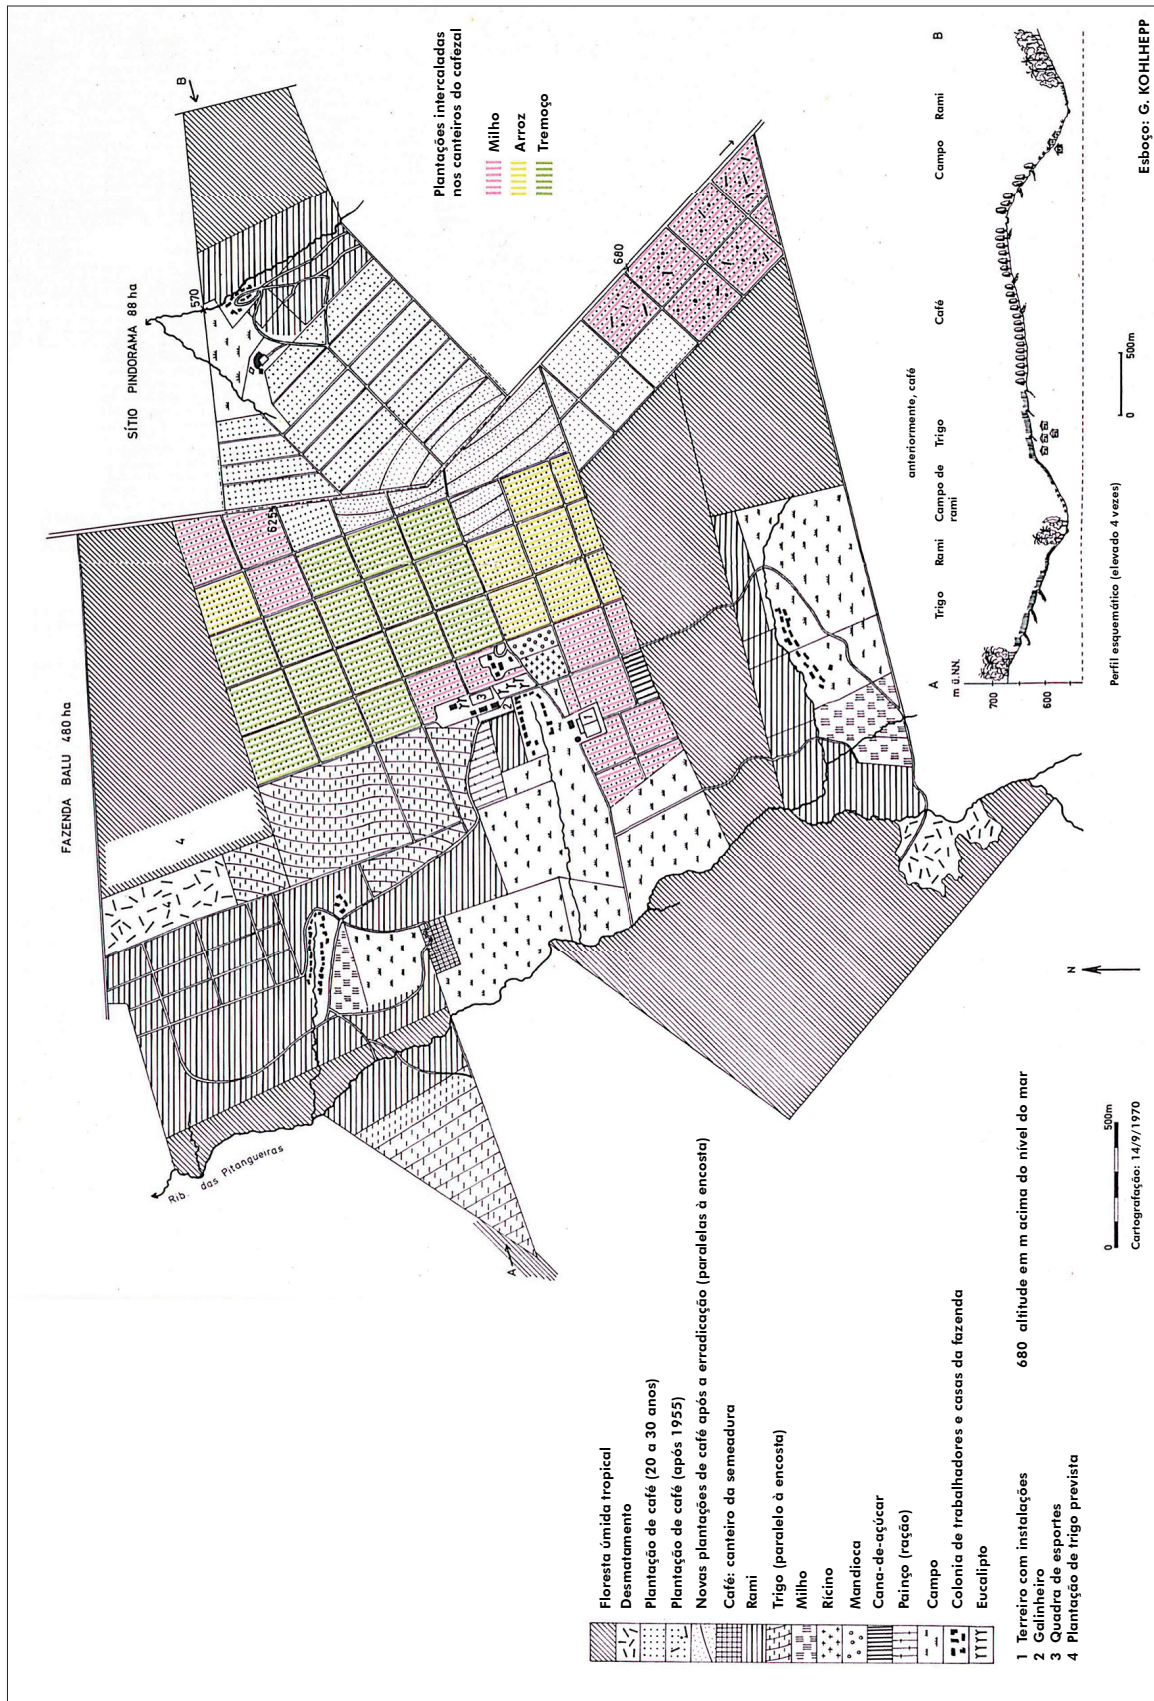 FAZENDA BALU 480 ha
SÍTIO PINDORAMA 88 ha
B
570
625
680
4
3
2
1
A
Rib. das Pitangueiras
N
Plantações intercaladas
nos canteiros do cafezal
Milho
Arroz
Tremoço
Floresta úmida tropical
Desmatamento
Plantação de café (20 a 30 anos)
Plantação de café (após 1955)
Novas plantações de café após a erradicação (paralelas à encosta)
Café: canteiro da semeadura
Rami
Trigo (paralelo à encosta)
Milho
Rícino
Mandioca
Cana-de-açúcar
Painço (ração)
Campo
Colonia de trabalhadores e casas da fazenda
Eucalipto
1 Terreiro com instalações
2 Galinheiro
3 Quadra de esportes
4 Plantação de trigo prevista
680 altitude em m acima do nível do mar
0 500m
Cartografação: 14/9/1970
anteriormente, café
A Trigo Rami Campo de Trigo Café Campo Rami B
rami
m ü.NN.
700
600
0 500m
Perfil esquemático (elevado 4 vezes)
Esboço: G. KOHLHEPP